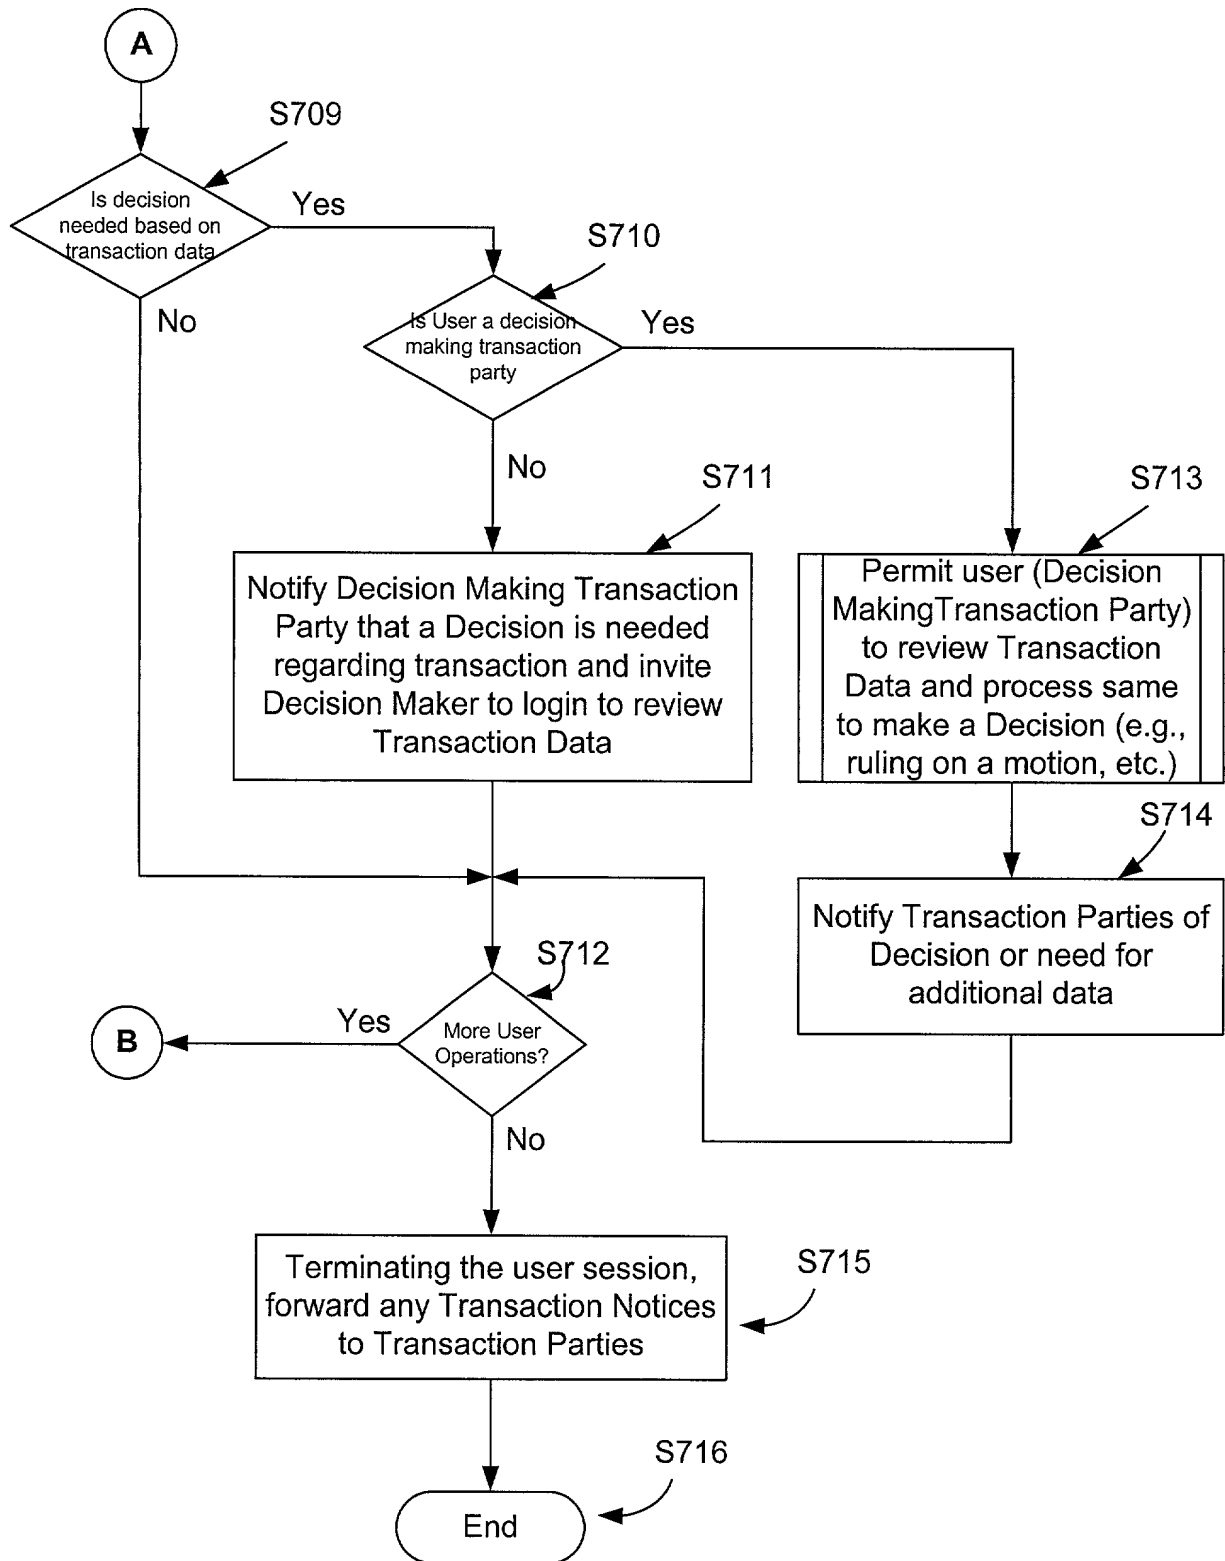 A
S709
Is decision
needed based on
transaction data
Yes
No
S710
Is User a decision
making transaction
party
Yes
No
S711
Notify Decision Making Transaction
Party that a Decision is needed
regarding transaction and invite
Decision Maker to login to review
Transaction Data
S713
Permit user (Decision
MakingTransaction Party)
to review Transaction
Data and process same
to make a Decision (e.g.,
ruling on a motion, etc.)
S714
Notify Transaction Parties of
Decision or need for
additional data
S712
More User
Operations?
Yes
B
No
Terminating the user session,
forward any Transaction Notices
to Transaction Parties
S715
S716
End